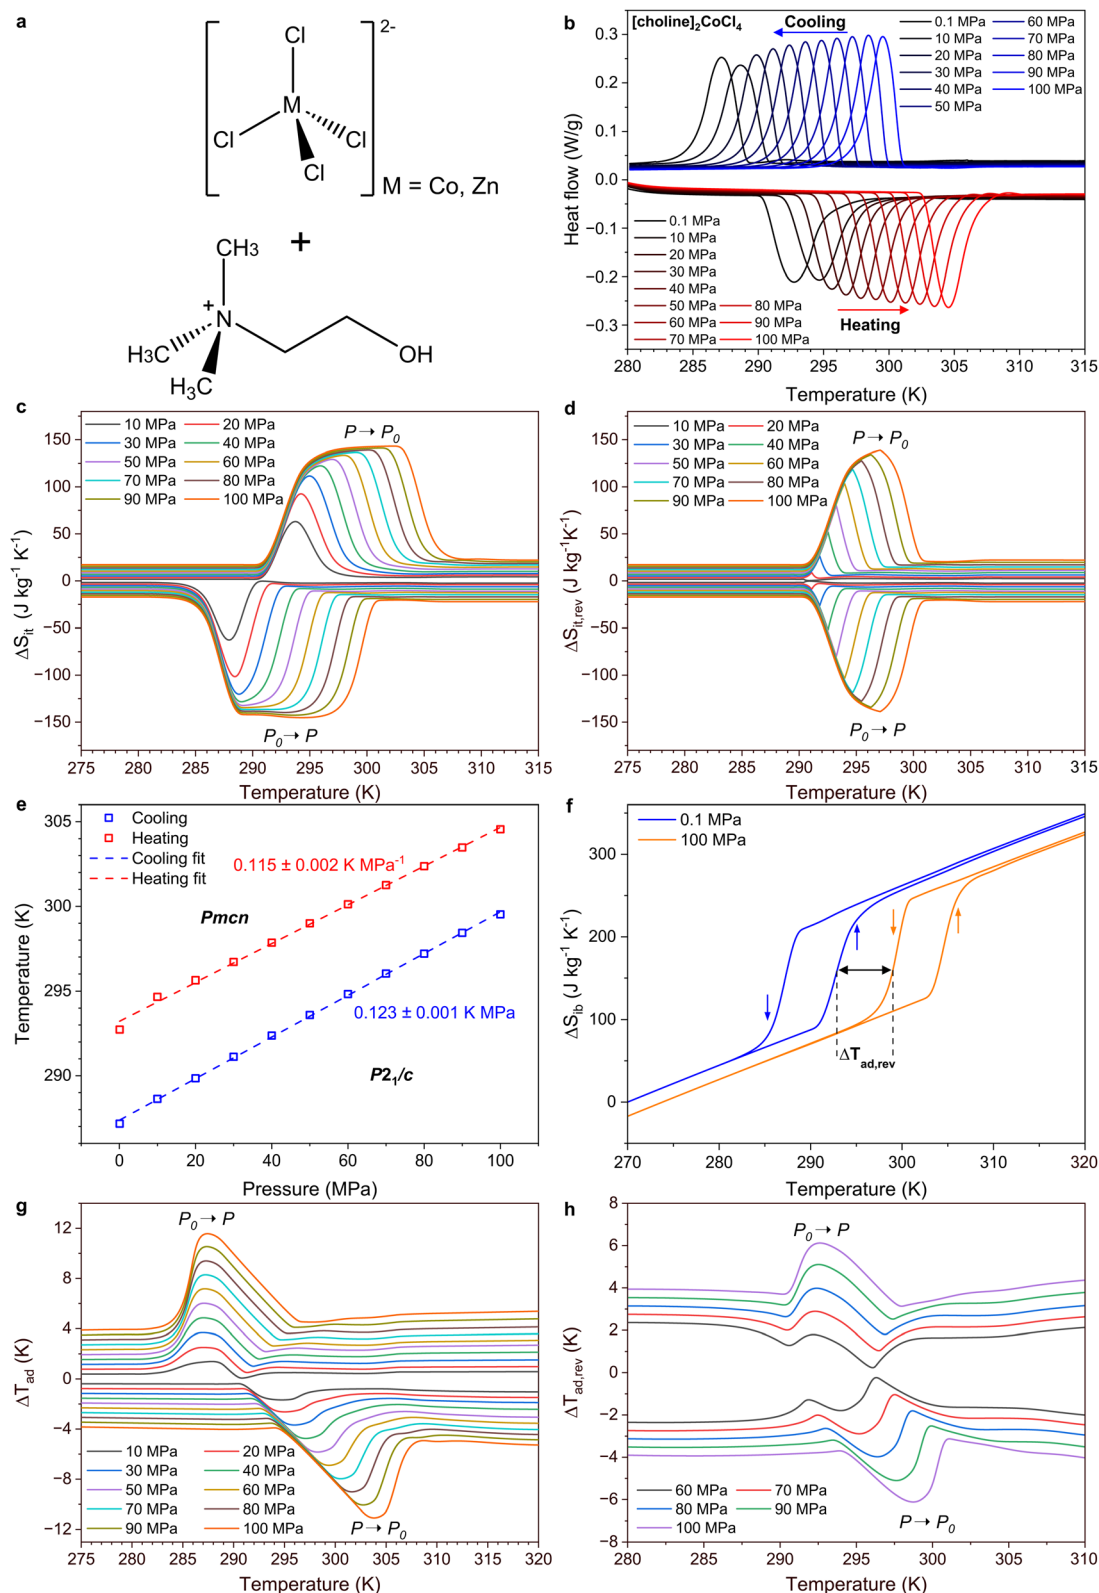 a
Cl
2-
M
Cl
Cl
Cl
M = Co, Zn
+
CH3
+
N
H3C
H3C
OH
b
[choline]2CoCl4
Cooling
0.1 MPa
10 MPa
20 MPa
30 MPa
40 MPa
50 MPa
60 MPa
70 MPa
80 MPa
90 MPa
100 MPa
0.3
0.2
0.1
0.0
−0.1
−0.2
−0.3
Heat flow (W/g)
0.1 MPa
10 MPa
20 MPa
30 MPa
40 MPa
50 MPa
60 MPa
70 MPa
80 MPa
90 MPa
100 MPa
Heating
280 285 290 295 300 305 310
Temperature (K)
c
10 MPa 20 MPa
30 MPa 40 MPa
50 MPa 60 MPa
70 MPa 80 MPa
90 MPa 100 MPa
P → P0
P0 → P
150
100
50
0
−50
−100
−150
ΔSit (J kg-1 K-1)
275 280 285 290 295 300 305 310 315
Temperature (K)
d
10 MPa 20 MPa
30 MPa 40 MPa
50 MPa 60 MPa
70 MPa 80 MPa
90 MPa 100 MPa
P → P0
P0 → P
150
100
50
0
−50
−100
−150
ΔSit,rev (J kg-1K-1)
275 280 285 290 295 300 305 310 315
Temperature (K)
e
Cooling
Heating
Cooling fit
Heating fit
0.115 ± 0.002 K MPa-1
Pmcn
0.123 ± 0.001 K MPa
P21/c
305
300
295
290
Temperature (K)
0 20 40 60 80 100
Pressure (MPa)
f
0.1 MPa
100 MPa
ΔTad,rev
300
200
100
0
ΔSib (J kg-1 K-1)
270 280 290 300 310 320
Temperature (K)
g
P0 → P
P → P0
12
8
4
0
−4
−8
−12
ΔTad (K)
10 MPa 20 MPa
30 MPa 40 MPa
50 MPa 60 MPa
70 MPa 80 MPa
90 MPa 100 MPa
275 280 285 290 295 300 305 310 315 320
Temperature (K)
h
P0 → P
P → P0
8
6
4
2
0
−2
−4
−6
−8
ΔTad,rev (K)
60 MPa 70 MPa
80 MPa 90 MPa
100 MPa
280 285 290 295 300 305 310
Temperature (K)